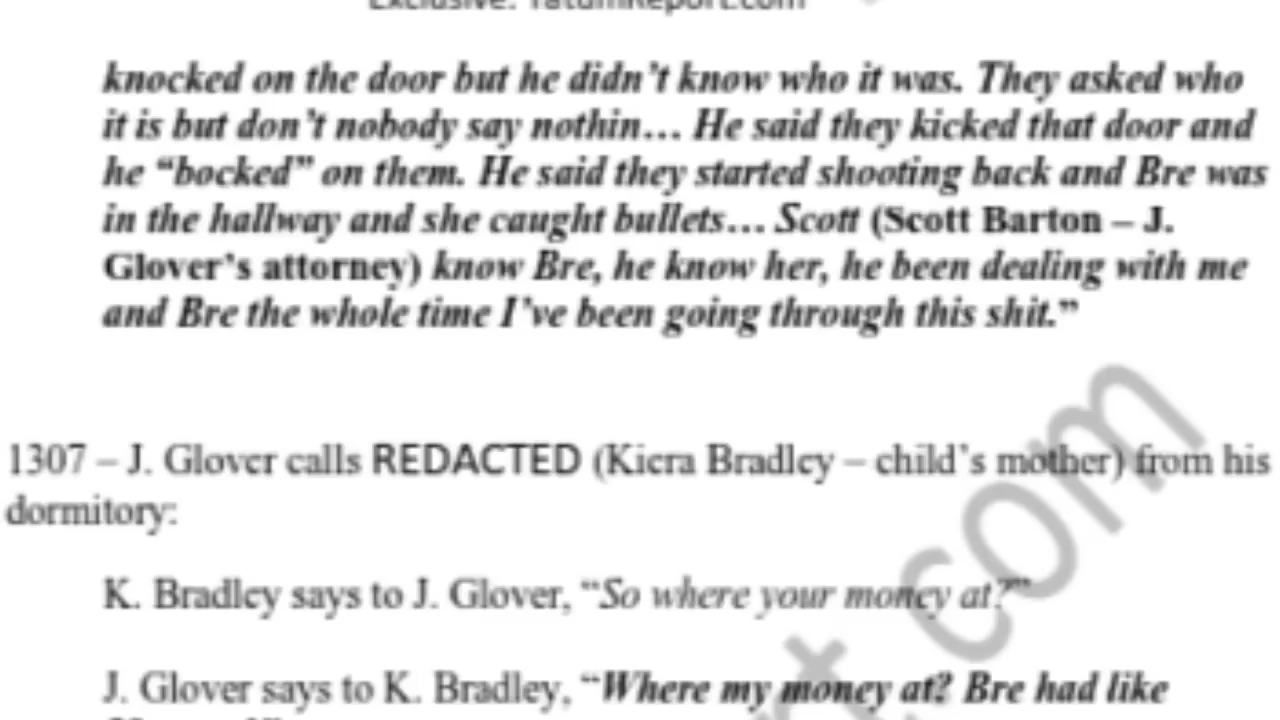 Exclusive: TatumReport.com
knocked on the door but he didn't know who it was. They asked who
it is but don't nobody say nothin… He said they kicked that door and
he “bocked” on them. He said they started shooting back and Bre was
in the hallway and she caught bullets… Scott (Scott Barton – J.
Glover's attorney) know Bre, he know her, he been dealing with me
and Bre the whole time I've been going through this shit.”
1307 – J. Glover calls REDACTED (Kiera Bradley – child's mother) from his
dormitory:
K. Bradley says to J. Glover, “So where your money at?”
J. Glover says to K. Bradley, “Where my money at? Bre had like
rt.com